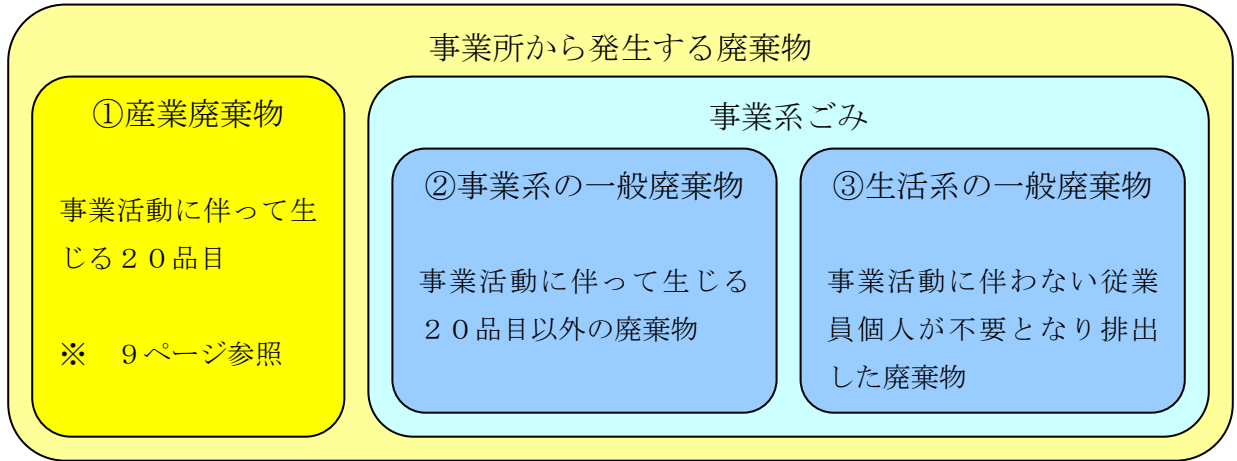 事業所から発生する廃棄物
①産業廃棄物
事業活動に伴って生
じる２０品目
※　９ページ参照
事業系ごみ
②事業系の一般廃棄物
事業活動に伴って生じる
２０品目以外の廃棄物
③生活系の一般廃棄物
事業活動に伴わない従業
員個人が不要となり排出
した廃棄物